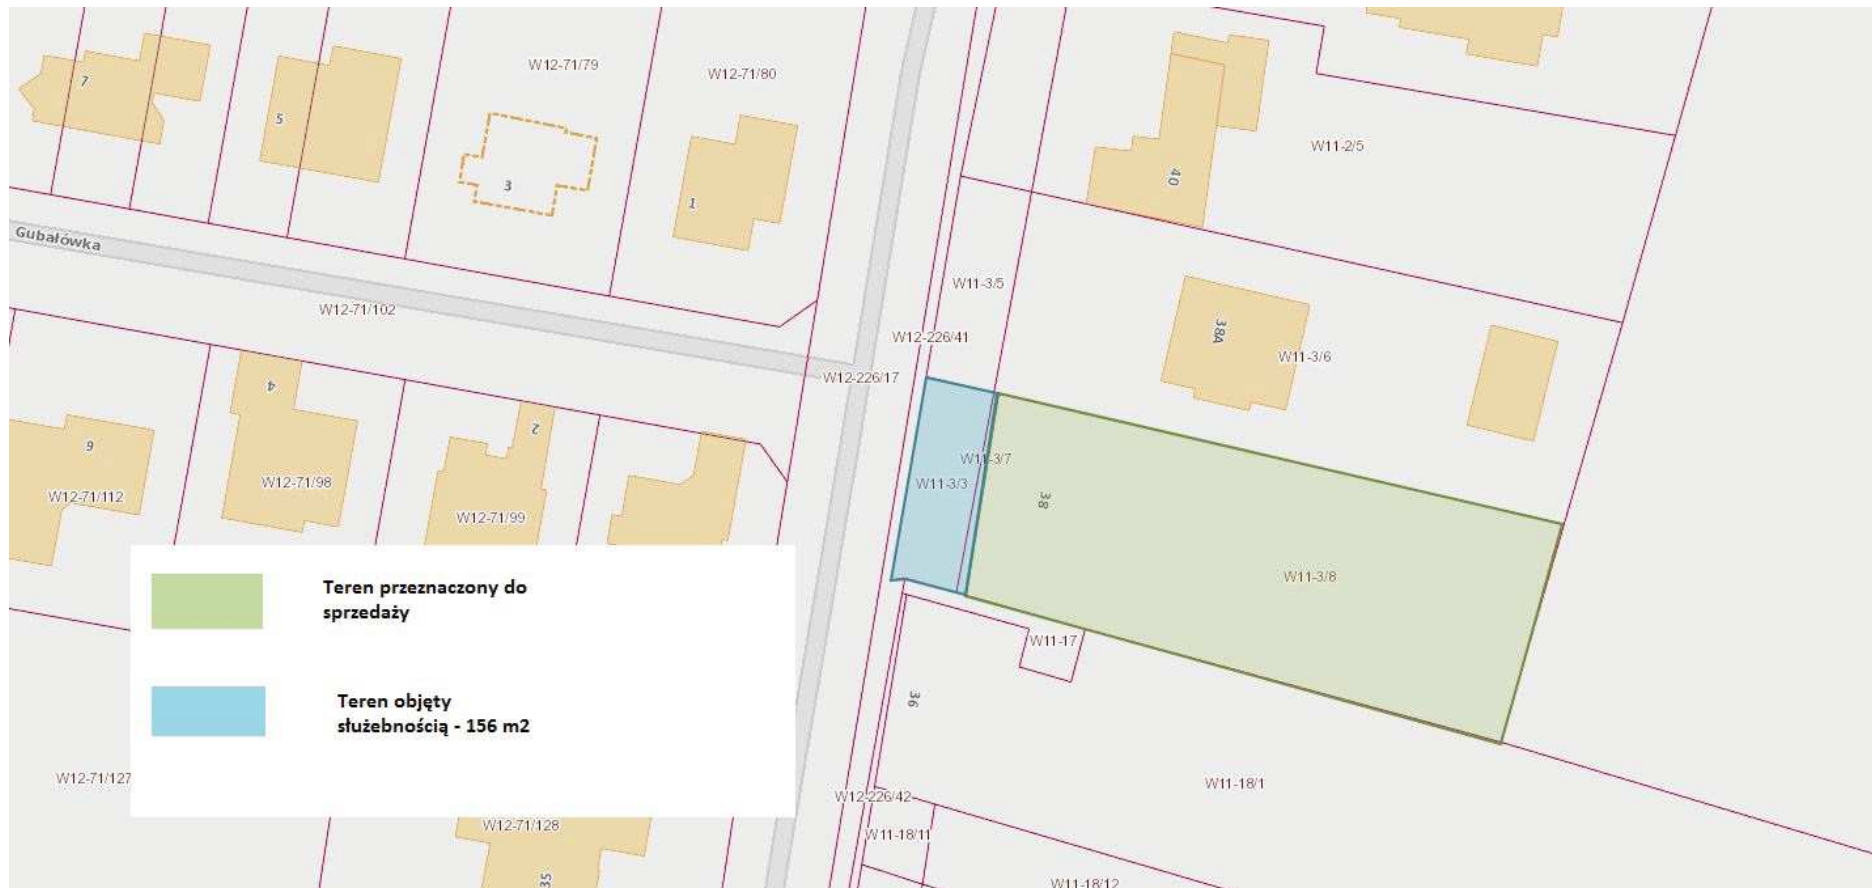 W12-71/79
W12-71/80
7
5
3
1
W11-2/5
40
Gubałówka
W12-71/102
W11-3/5
W12-226/41
38A
W11-3/6
W12-226/17
4
2
6
W12-71/112
W12-71/98
W12-71/99
W11-3/7
W11-3/3
38
W11-3/8
Teren przeznaczony do
sprzedaży
W11-17
36
Teren objęty
służebnością - 156 m2
W12-71/127
W12-226/42
W11-18/1
W12-71/128
W11-18/11
W11-18/12